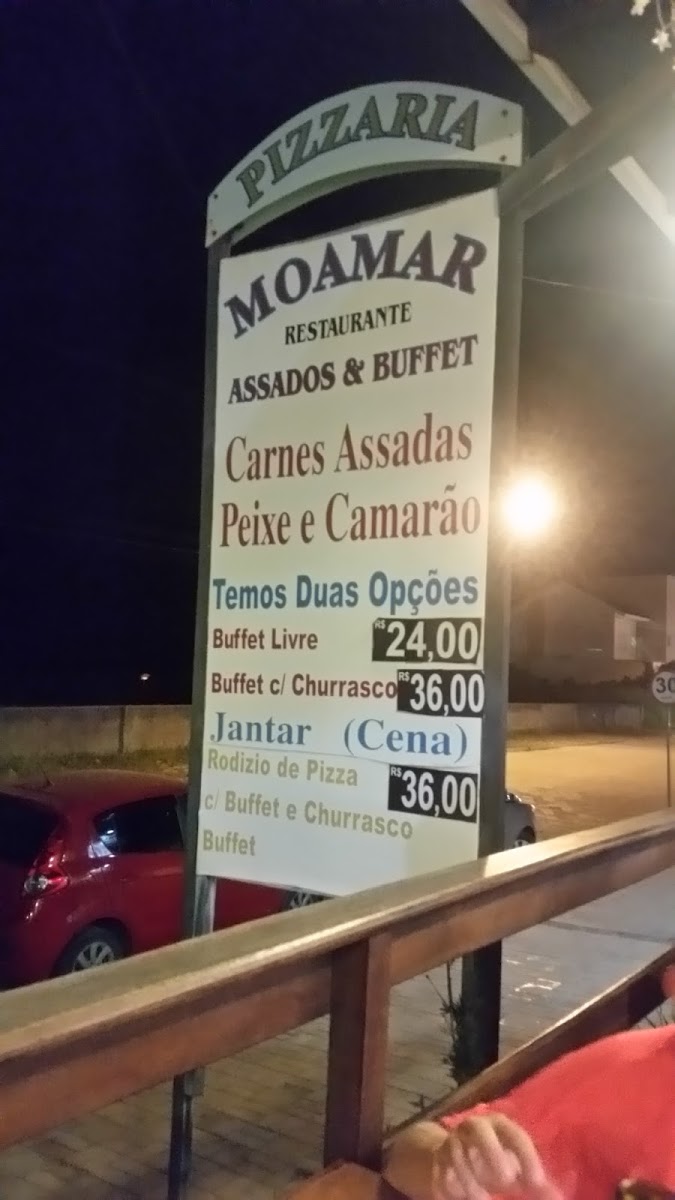 PIZZARIA
MOAMAR
RESTAURANTE
ASSADOS & BUFFET
Carnes Assadas
Peixe e Camarão
Temos Duas Opções
Buffet Livre R$ 24,00
Buffet c/ Churrasco R$ 36,00
Jantar (Cena)
Rodizio de Pizza R$ 36,00
c/ Buffet e Churrasco
Buffet
30